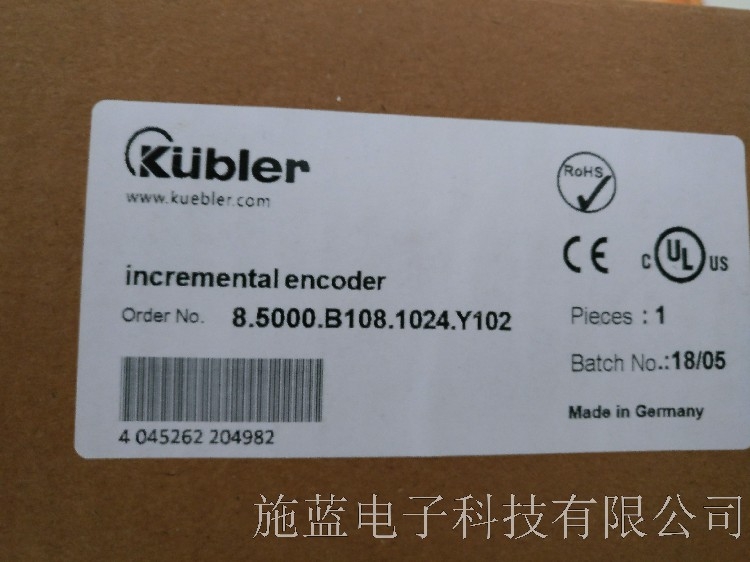 Kübler
www.kuebler.com
RoHS
CE
C UL US
incremental encoder
Order No. 8.5000.B108.1024.Y102
Pieces : 1
Batch No.:18/05
Made in Germany
4 045262 204982
施蓝电子科技有限公司